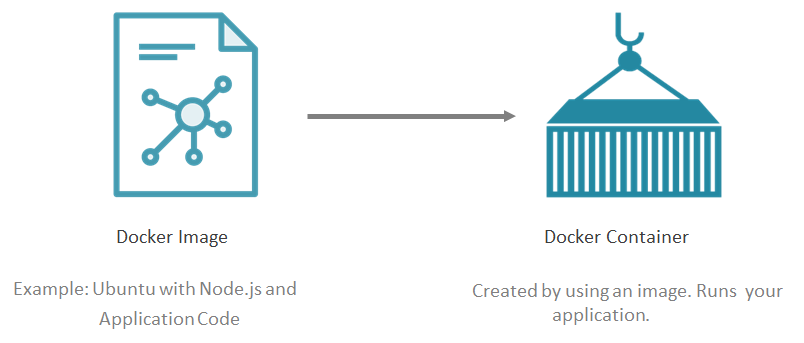 Docker Image
Docker Container
Example: Ubuntu with Node.js and
Application Code
Created by using an image. Runs  your
application.